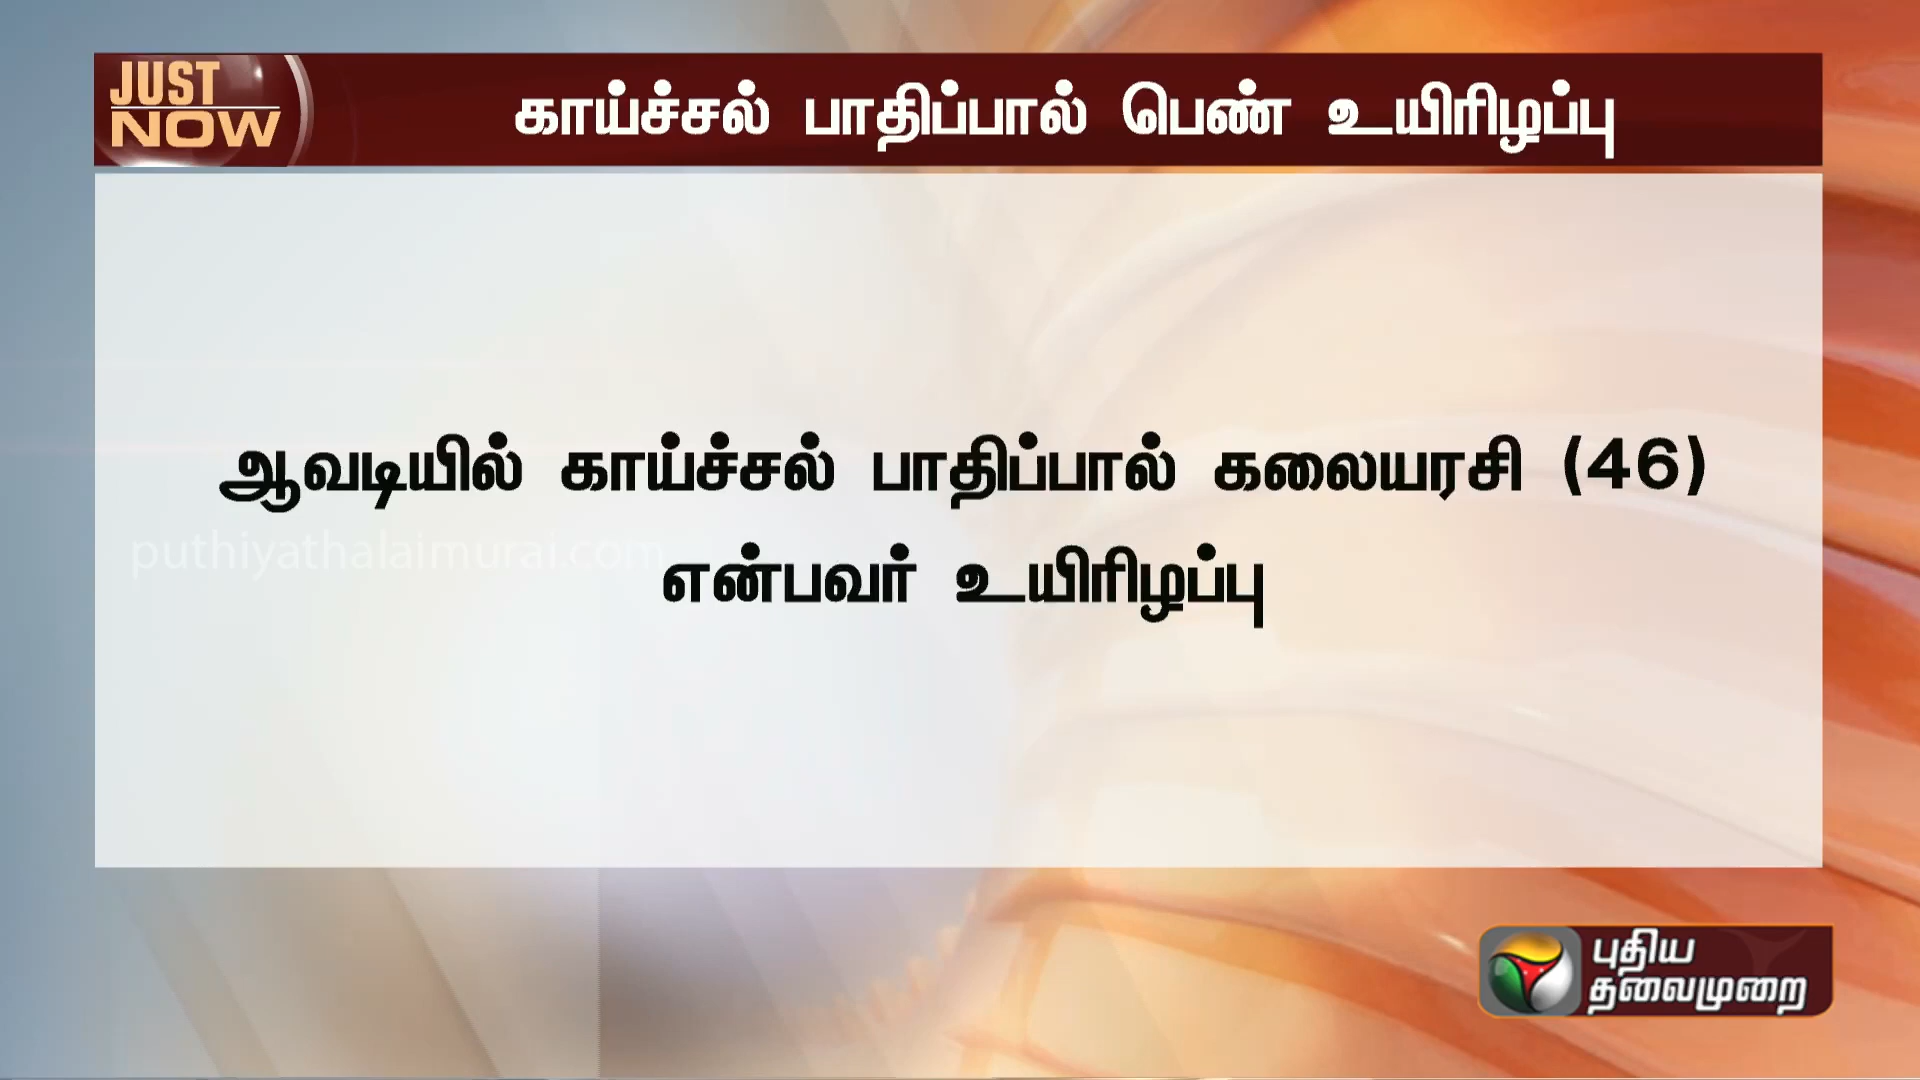 JUST
NOW
காய்ச்சல் பாதிப்பால் பெண் உயிரிழப்பு
ஆவடியில் காய்ச்சல் பாதிப்பால் கலையரசி (46)
puthiyathalaimurai.com
என்பவர் உயிரிழப்பு
புதிய
தலைமுறை